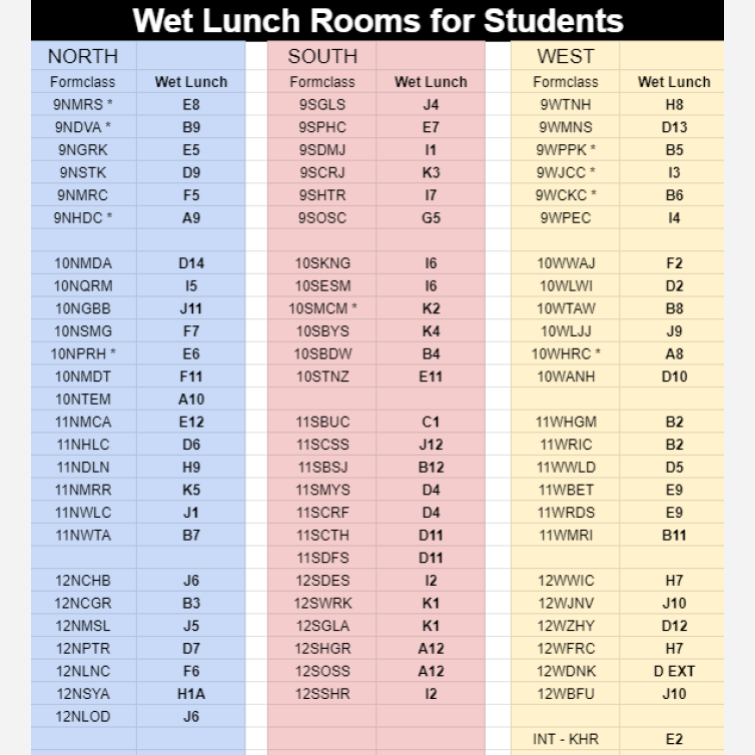 Wet Lunch Rooms for Students
NORTH SOUTH WEST
Formclass Wet Lunch Formclass Wet Lunch Formclass Wet Lunch
9NMRS * E8 9SGLS J4 9WTNH H8
9NDVA * B9 9SPHC E7 9WMNS D13
9NGRK E5 9SDMJ I1 9WPPK * B5
9NSTK D9 9SCRJ K3 9WJCC * I3
9NMRC F5 9SHTR I7 9WCKC * B6
9NHDC * A9 9SOSC G5 9WPEC I4
10NMDA D14 10SKNG I6 10WWAJ F2
10NQRM I5 10SESM I6 10WLWI D2
10NGBB J11 10SMCM * K2 10WTAW B8
10NSMG F7 10SBYS K4 10WLJJ J9
10NPRH * E6 10SBDW B4 10WHRC * A8
10NMDT F11 10STNZ E11 10WANH D10
10NTEM A10
11NMCA E12 11SBUC C1 11WHGM B2
11NHLC D6 11SCSS J12 11WRIC B2
11NDLN H9 11SBSJ B12 11WWLD D5
11NMRR K5 11SMYS D4 11WBET E9
11NWLC J1 11SCRF D4 11WRDS E9
11NWTA B7 11SCTH D11 11WMRI B11
11SDFS D11
12NCHB J6 12SDES I2 12WWIC H7
12NCGR B3 12SWRK K1 12WJNV J10
12NMSL J5 12SGLA K1 12WZHY D12
12NPTR D7 12SHGR A12 12WFRC H7
12NLNC F6 12SOSS A12 12WDNK D EXT
12NSYA H1A 12SSHR I2 12WBFU J10
12NLOD J6
INT - KHR E2